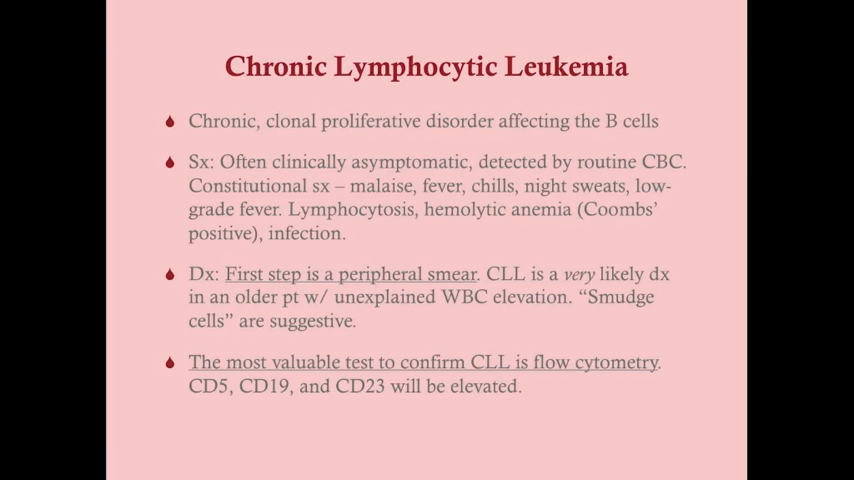 Chronic Lymphocytic Leukemia
Chronic, clonal proliferative disorder affecting the B cells
Sx: Often clinically asymptomatic, detected by routine CBC.
Constitutional sx – malaise, fever, chills, night sweats, low-
grade fever. Lymphocytosis, hemolytic anemia (Coombs’
positive), infection.
Dx: First step is a peripheral smear. CLL is a very likely dx
in an older pt w/ unexplained WBC elevation. “Smudge
cells” are suggestive.
The most valuable test to confirm CLL is flow cytometry.
CD5, CD19, and CD23 will be elevated.